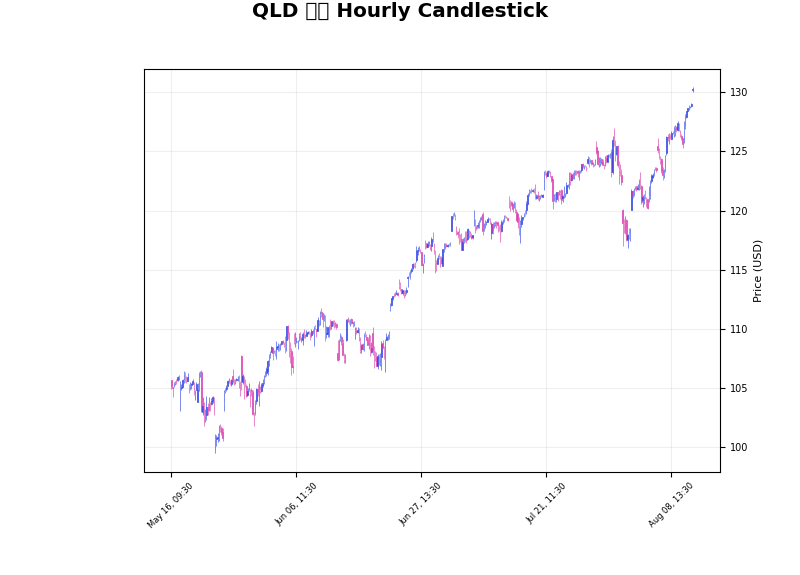 QLD Hourly Candlestick
130
125
120
115
110
105
100
Price (USD)
May 16, 09:30
Jun 06, 11:30
Jun 27, 13:30
Jul 21, 11:30
Aug 08, 13:30